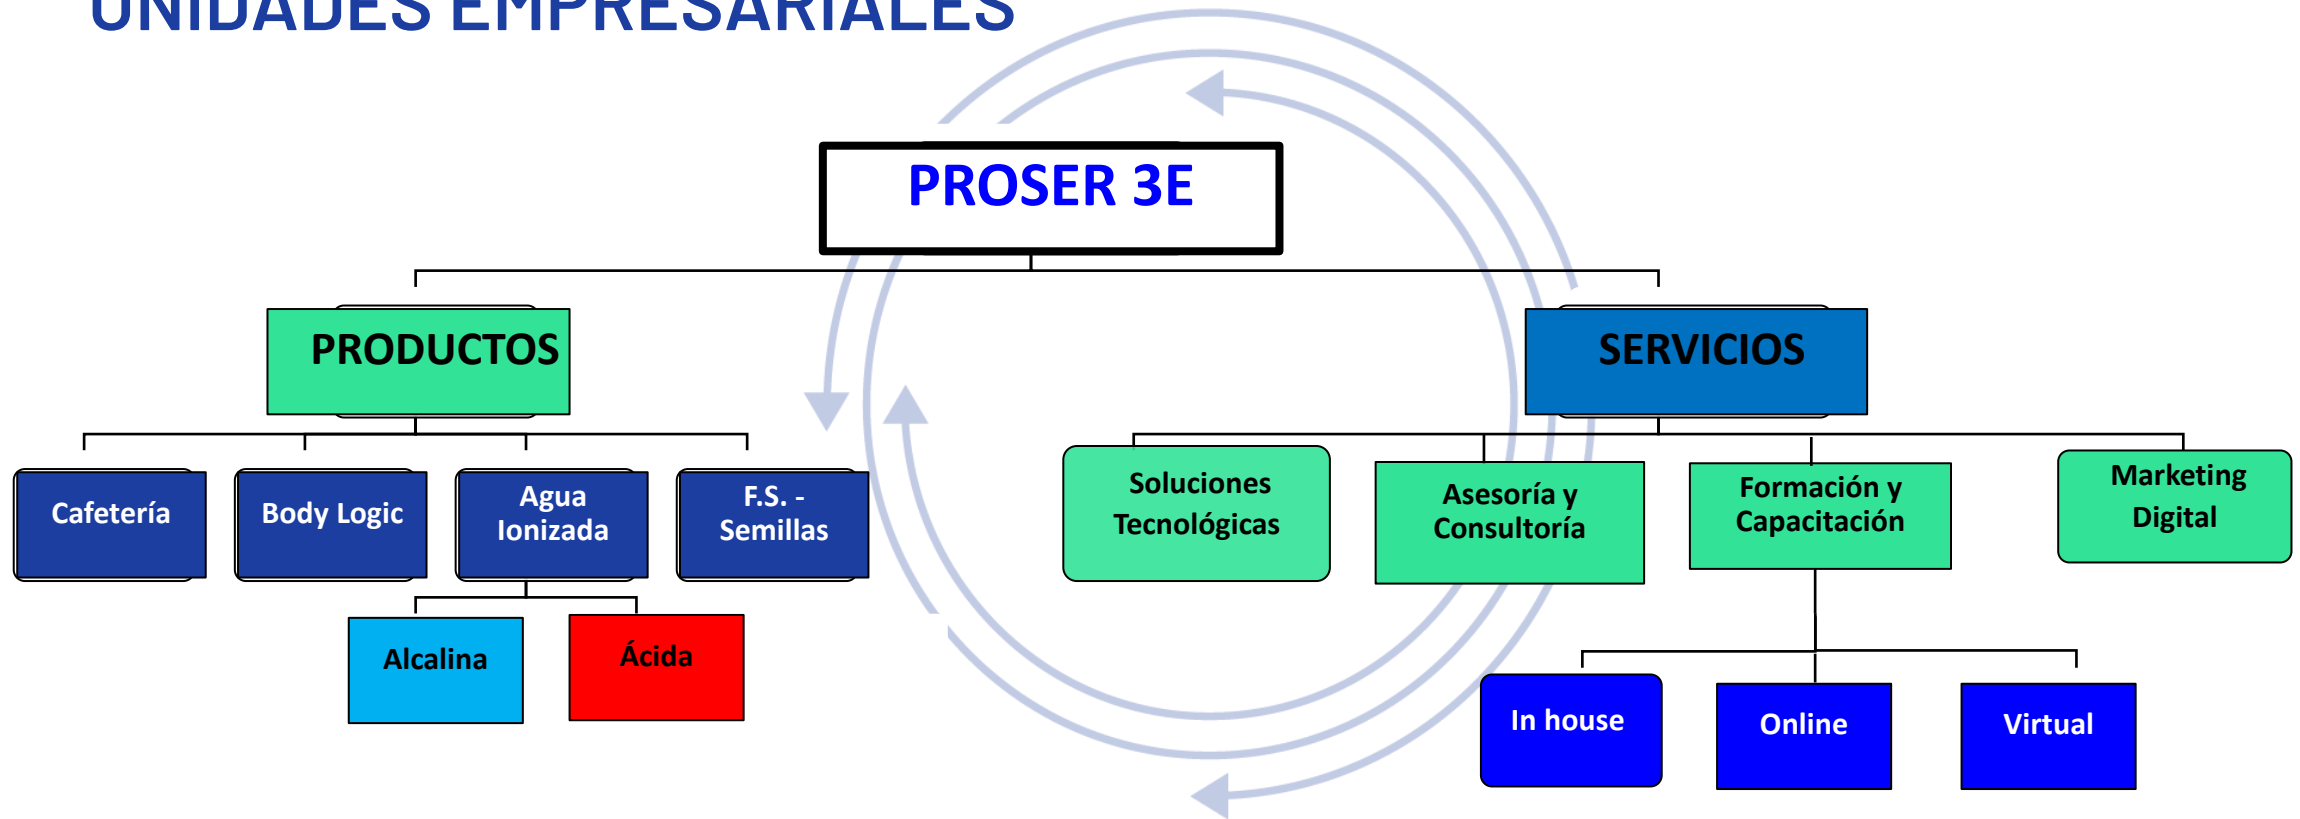 UNIDADES EMPRESARIALES
PROSER 3E
PRODUCTOS
SERVICIOS
Cafetería
Body Logic
Agua
Ionizada
F.S. -
Semillas
Soluciones
Tecnológicas
Asesoría y
Consultoría
Formación y
Capacitación
Marketing
Digital
Alcalina
Ácida
In house
Online
Virtual